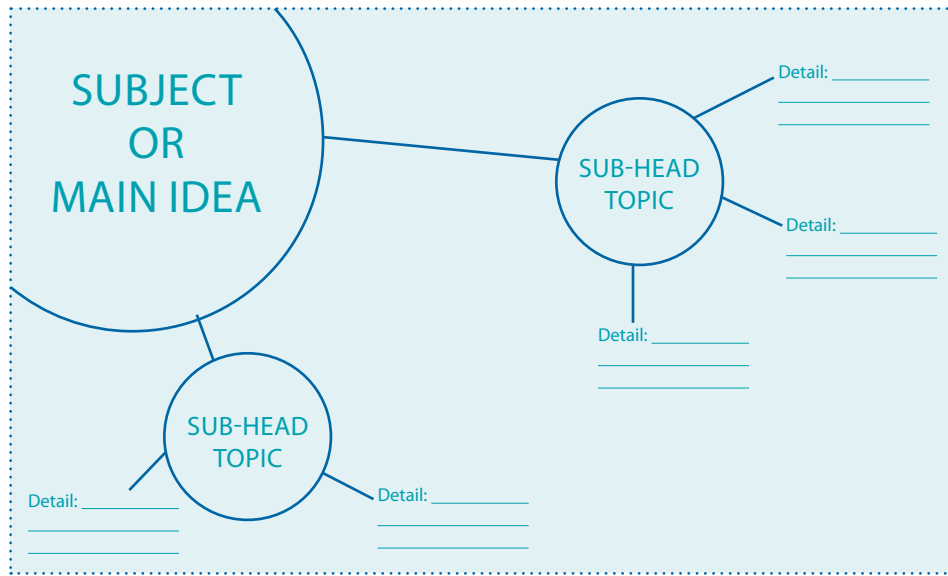 SUBJECT
OR
MAIN IDEA
SUB-HEAD
TOPIC
Detail:
Detail:
Detail:
SUB-HEAD
TOPIC
Detail:
Detail: